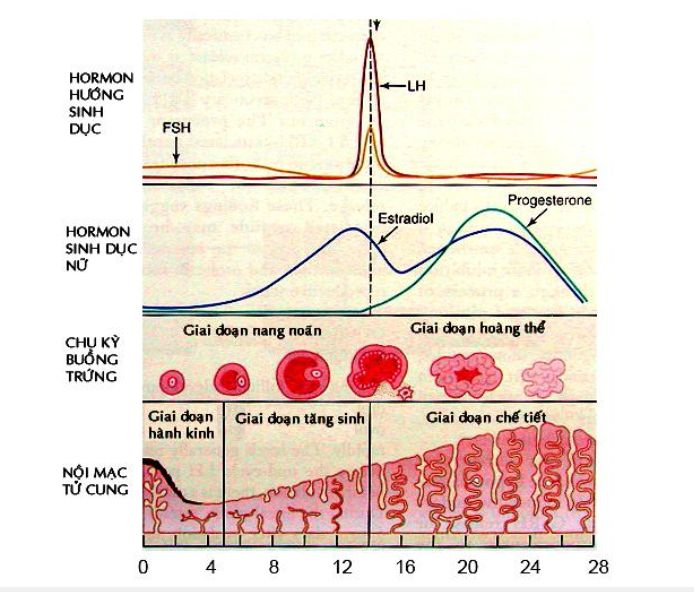 HORMON
HƯỚNG
SINH
DỤC
FSH
LH
HORMON
SINH DỤC
NỮ
Estradiol
Progesterone
CHU KỲ
BUỒNG
TRỨNG
Giai đoạn nang noãn
Giai đoạn hoàng thể
NỘI MẠC
TỬ CUNG
Giai đoạn
hành kinh
Giai đoạn tăng sinh
Giai đoạn chế tiết
0 4 8 12 16 20 24 28